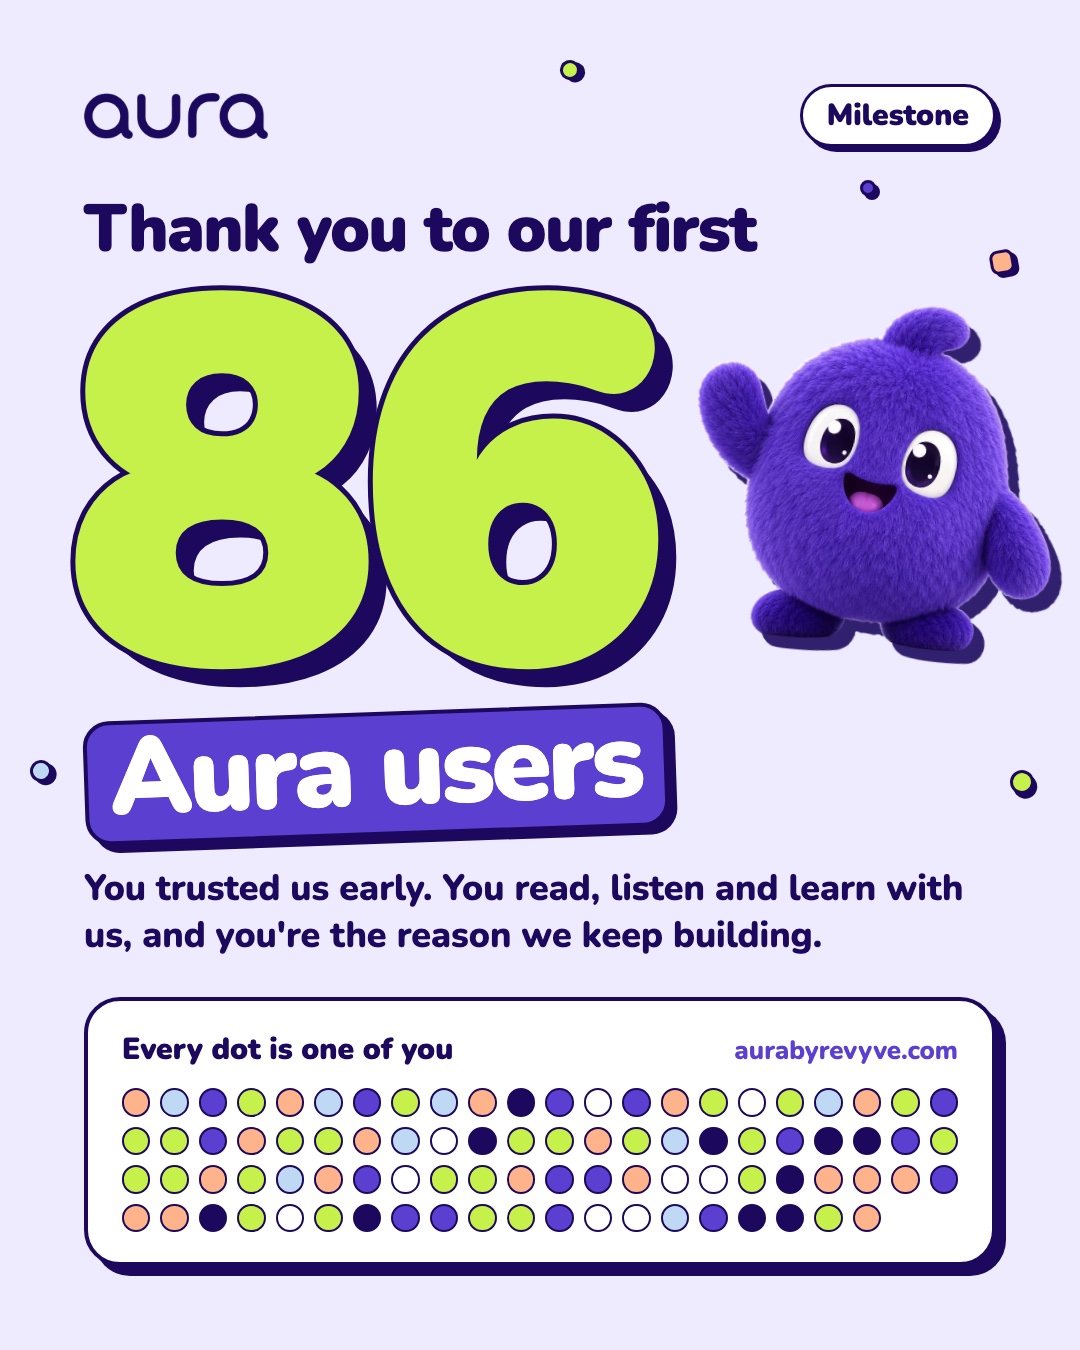 aura
Milestone
Thank you to our first
86
Aura users
You trusted us early. You read, listen and learn with
us, and you're the reason we keep building.
Every dot is one of you
aurabyrevyve.com